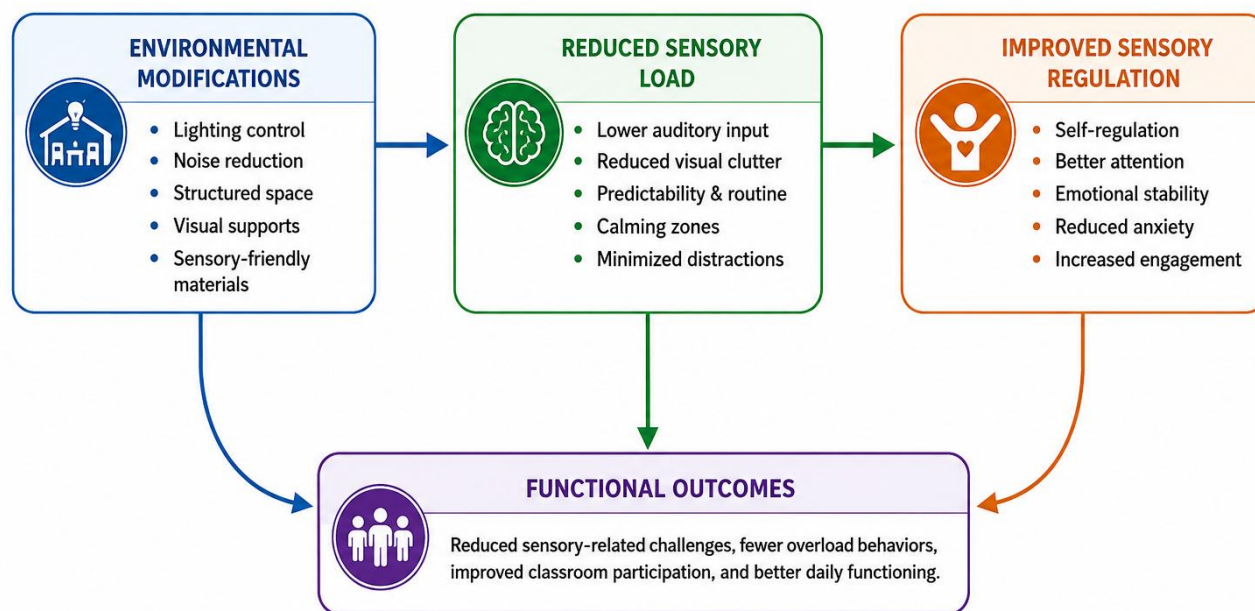 ENVIRONMENTAL
MODIFICATIONS
• Lighting control
• Noise reduction
• Structured space
• Visual supports
• Sensory-friendly
materials
REDUCED SENSORY
LOAD
• Lower auditory input
• Reduced visual clutter
• Predictability & routine
• Calming zones
• Minimized distractions
IMPROVED SENSORY
REGULATION
• Self-regulation
• Better attention
• Emotional stability
• Reduced anxiety
• Increased engagement
FUNCTIONAL OUTCOMES
Reduced sensory-related challenges, fewer overload behaviors,
improved classroom participation, and better daily functioning.